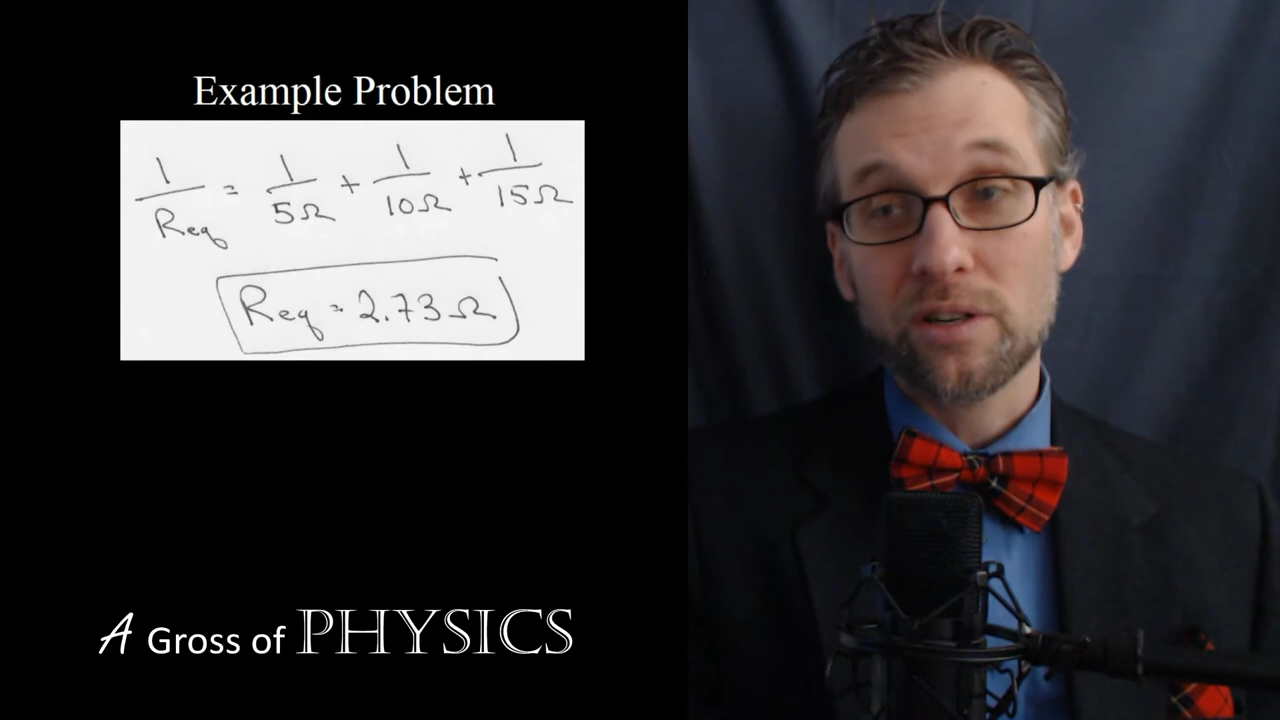 Example Problem
1/Req = 1/5Ω + 1/10Ω + 1/15Ω
Req = 2.73Ω
A Gross of PHYSICS